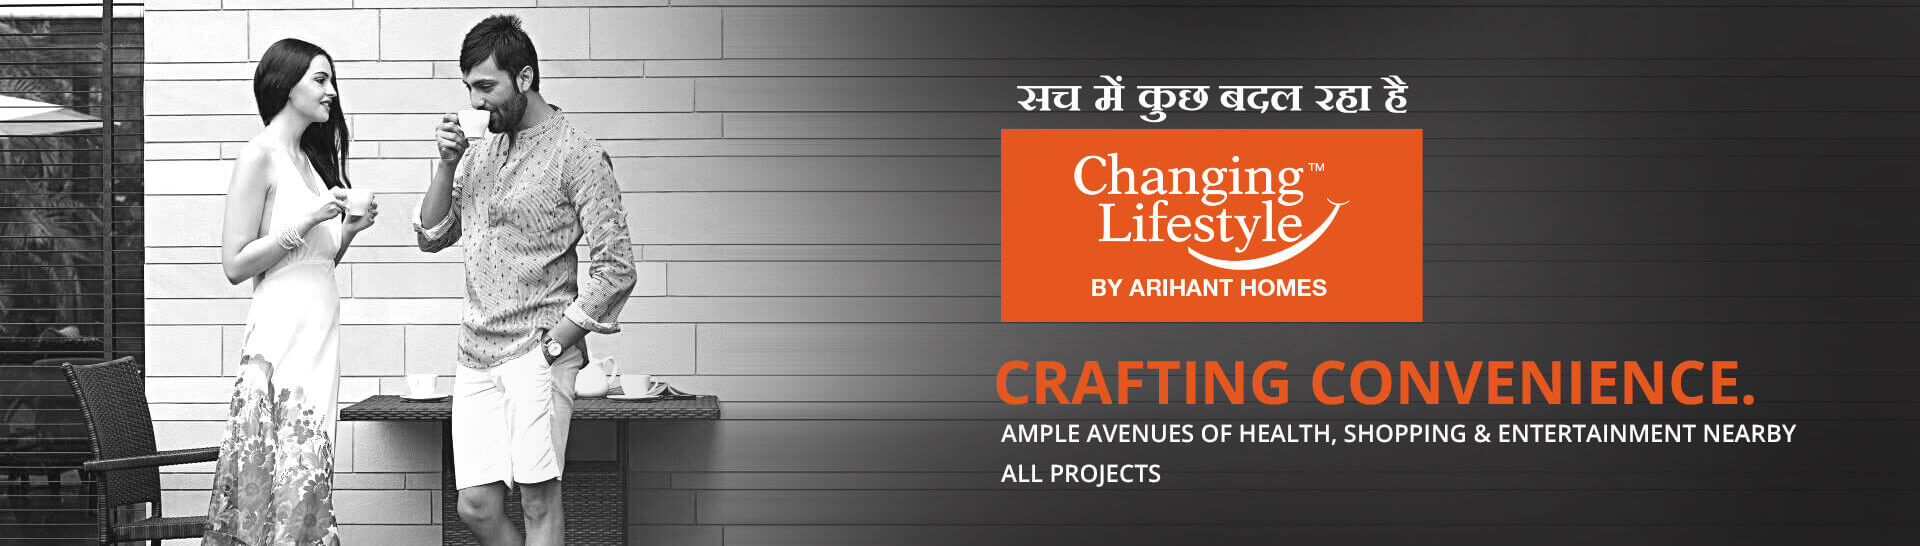 सच में कुछ बदल रहा है
Changing™
Lifestyle
BY ARIHANT HOMES
CRAFTING CONVENIENCE.
AMPLE AVENUES OF HEALTH, SHOPPING & ENTERTAINMENT NEARBY
ALL PROJECTS